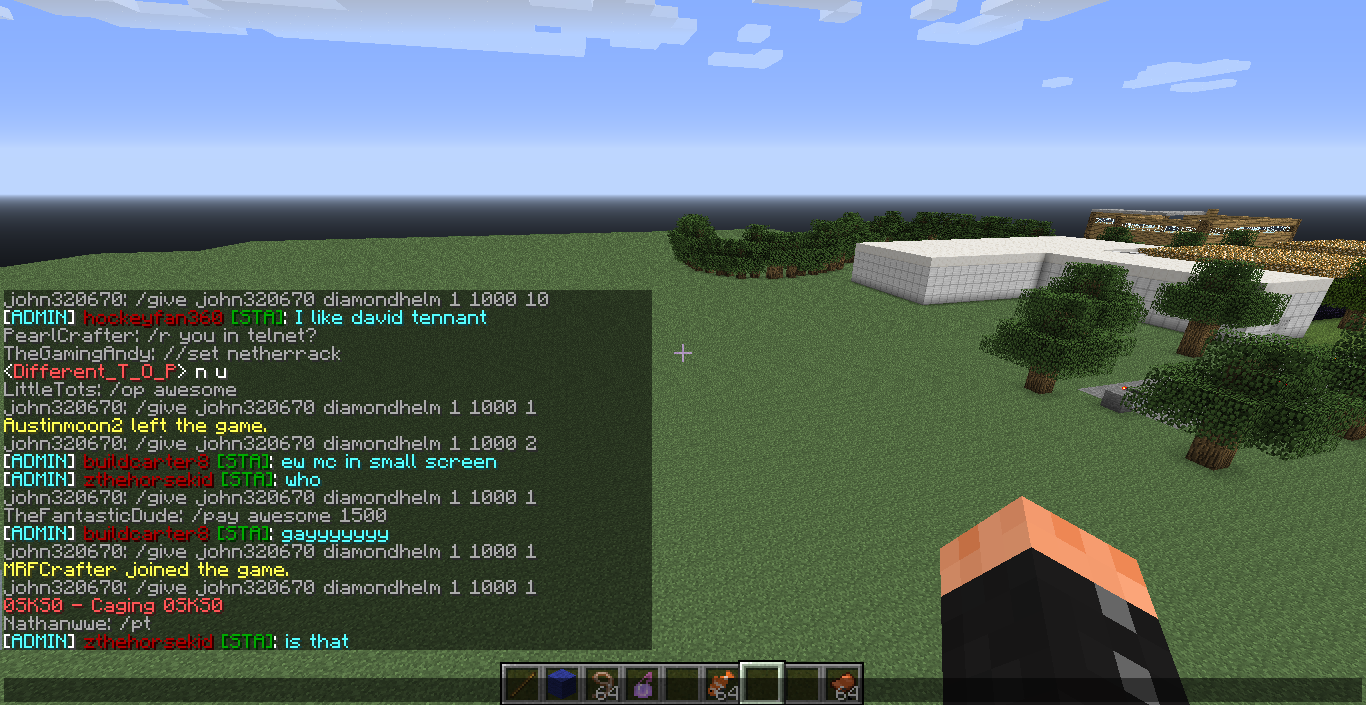 john320670: /give john320670 diamondhelm 1 1000 10
[ADMIN] hockeyfan360 [STA]: I like david tennant
PearlCrafter: /r you in telnet?
TheGamingAndy: //set netherrack
<Different_T_O_P> n u
LittleTots: /op awesome
john320670: /give john320670 diamondhelm 1 1000 1
Austinmoon2 left the game.
john320670: /give john320670 diamondhelm 1 1000 2
[ADMIN] buildcarter8 [STA]: ew mc in small screen
[ADMIN] zthehorsekid [STA]: who
john320670: /give john320670 diamondhelm 1 1000 1
TheFantasticDude: /pay awesome 1500
[ADMIN] buildcarter8 [STA]: gayyyyyyyy
john320670: /give john320670 diamondhelm 1 1000 1
MRFCrafter joined the game.
john320670: /give john320670 diamondhelm 1 1000 1
0SK50 - Caging 0SK50
Nathanwwe: /pt
[ADMIN] zthehorsekid [STA]: is that
64 64 64